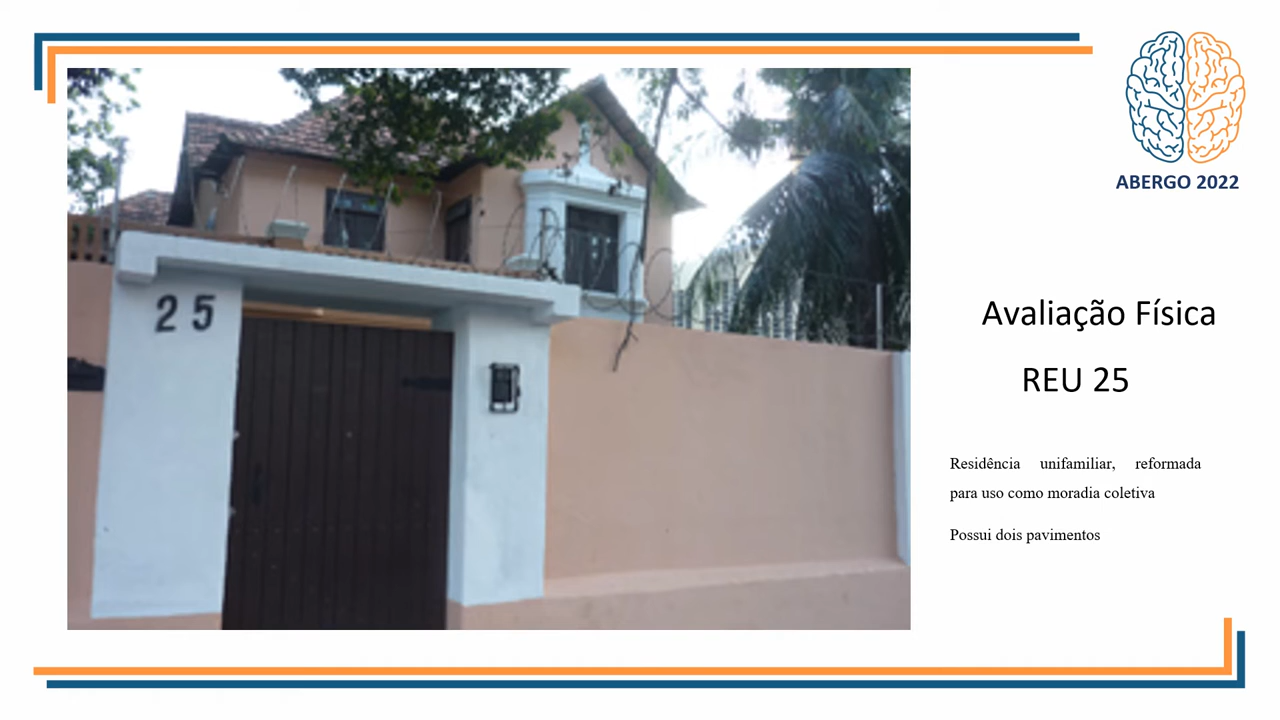 ABERGO 2022
25
Avaliação Física
REU 25
Residência unifamiliar, reformada
para uso como moradia coletiva
Possui dois pavimentos